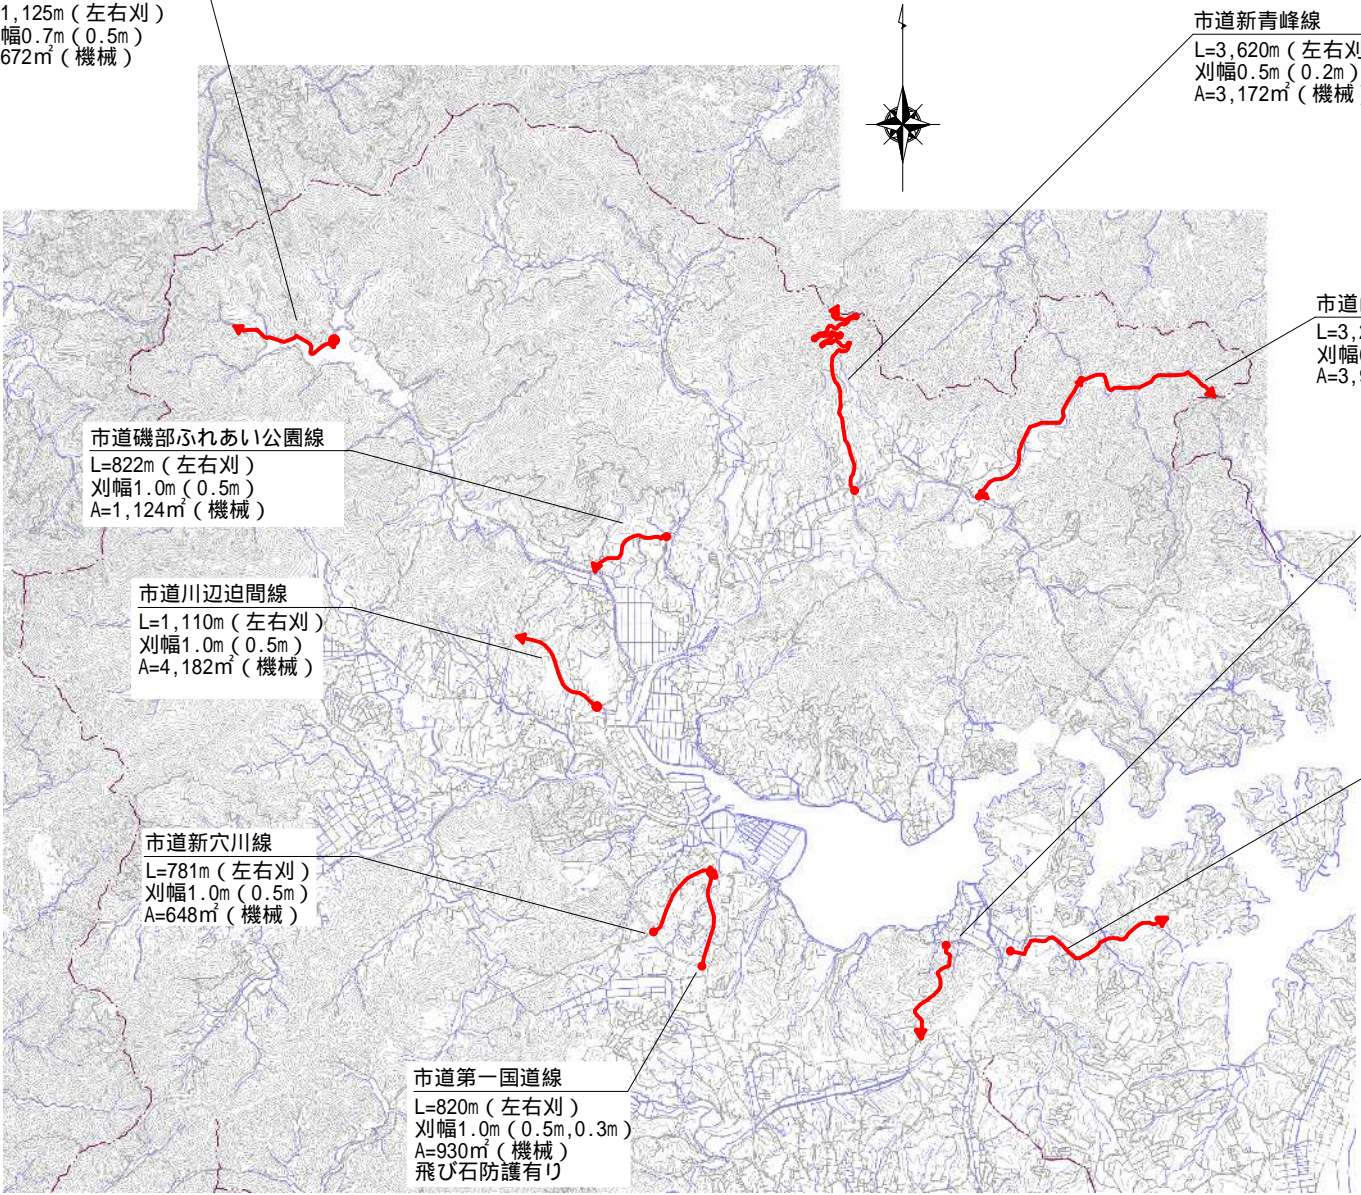 1,125m（左右刈）
幅0.7m（0.5m）
672㎡（機械）
市道新青峰線
L=3,620m（左右刈
刈幅0.5m（0.2m）
A=3,172㎡（機械
市道
L=3,
刈幅
A=3,
市道磯部ふれあい公園線
L=822m（左右刈）
刈幅1.0m（0.5m）
A=1,124㎡（機械）
市道川辺迫間線
L=1,110m（左右刈）
刈幅1.0m（0.5m）
A=4,182㎡（機械）
市道新穴川線
L=781m（左右刈）
刈幅1.0m（0.5m）
A=648㎡（機械）
市道第一国道線
L=820m（左右刈）
刈幅1.0m（0.5m,0.3m）
A=930㎡（機械）
飛び石防護有り